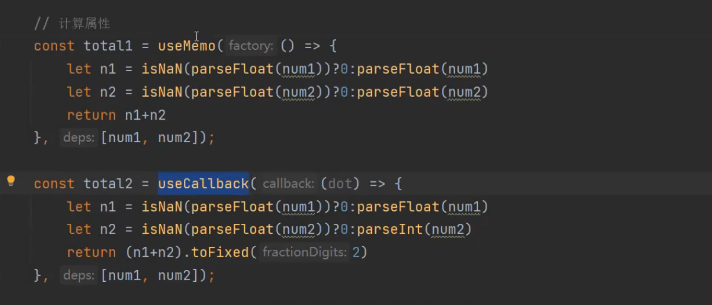 // 计算属性
const total1 = useMemo( factory: () => {
let n1 = isNaN(parseFloat(num1))?0:parseFloat(num1)
let n2 = isNaN(parseFloat(num2))?0:parseFloat(num2)
return n1+n2
}, deps: [num1, num2]);
const total2 = useCallback( callback: (dot) => {
let n1 = isNaN(parseFloat(num1))?0:parseFloat(num1)
let n2 = isNaN(parseFloat(num2))?0:parseInt(num2)
return (n1+n2).toFixed( fractionDigits: 2)
}, deps: [num1, num2]);